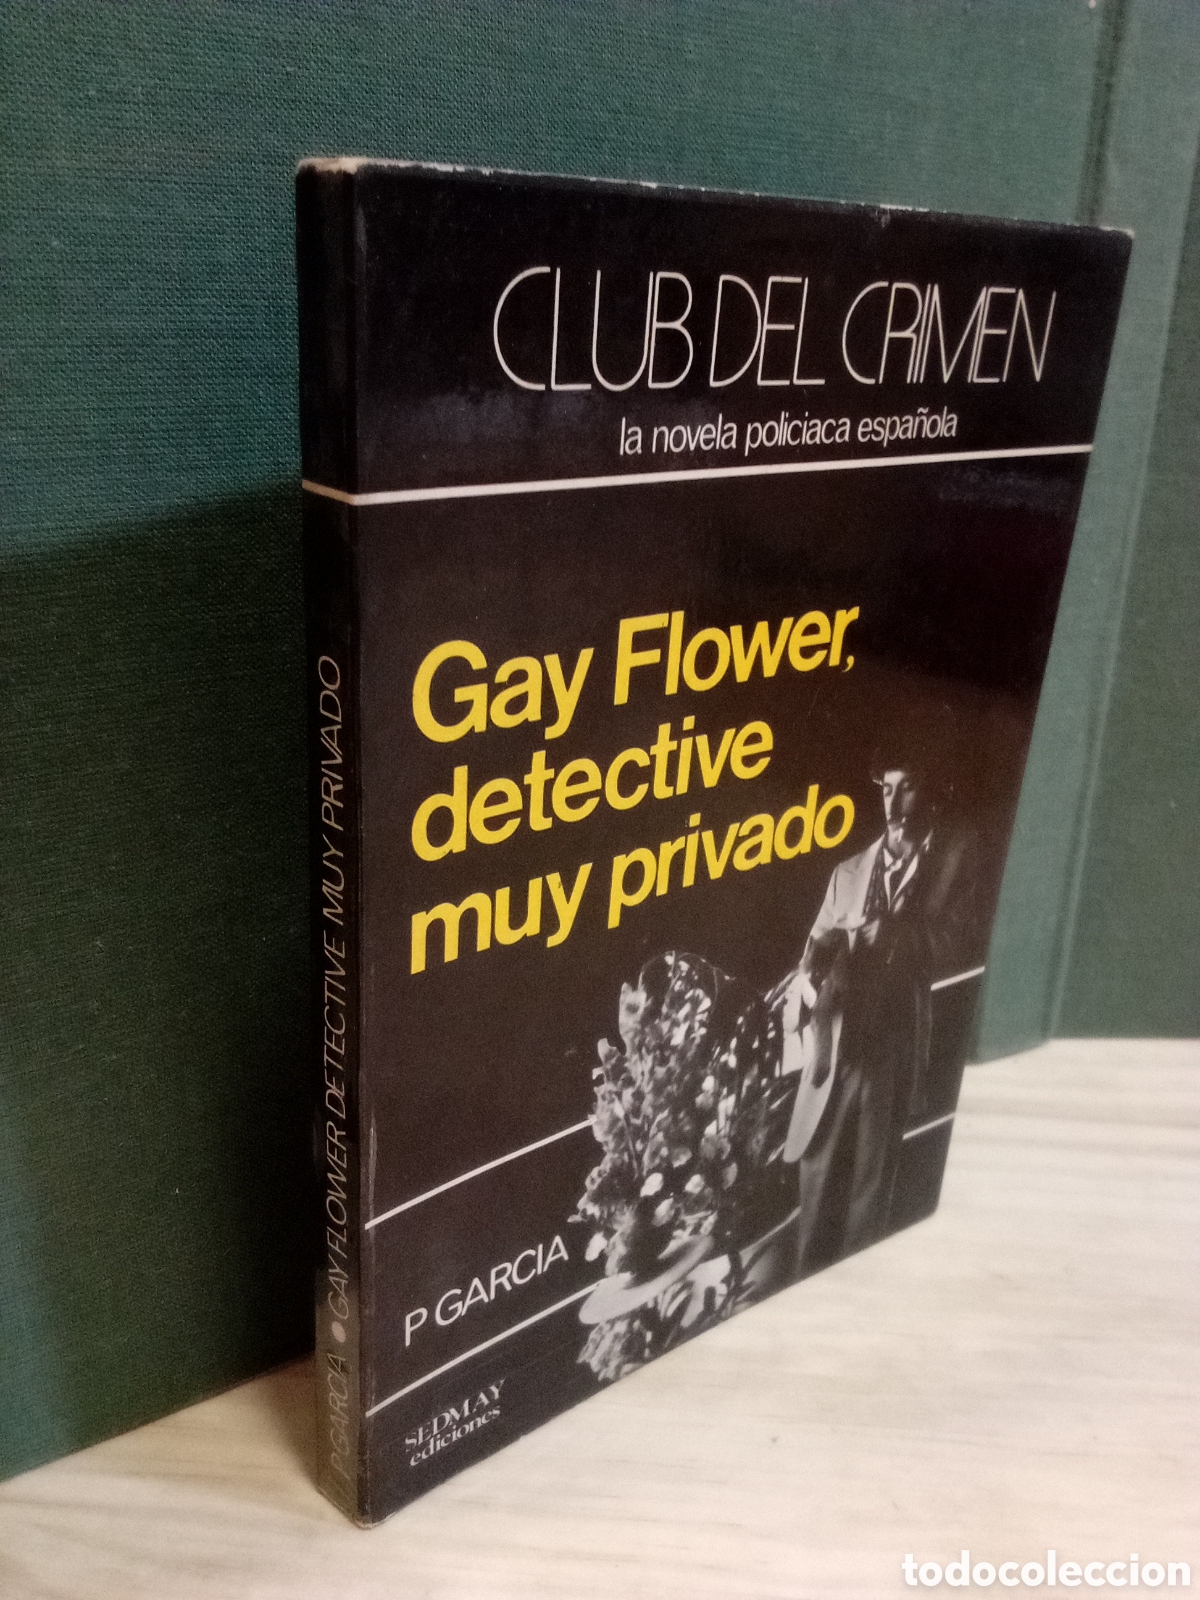 CLUB DEL CRIMEN
la novela policiaca española
Gay Flower,
detective
muy privado
P GARCIA
SEDMAY
ediciones
P. GARCIA • GAY FLOWER DETECTIVE MUY PRIVADO
todocoleccion